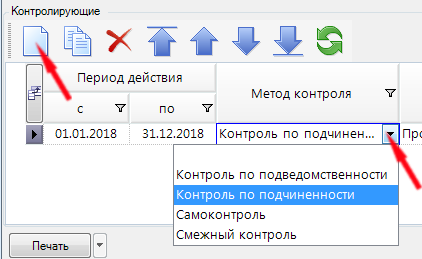 Контролирующие
Период действия
Метод контроля
с
по
01.01.2018 31.12.2018 Контроль по подчинен... Про
Контроль по подведомственности
Контроль по подчиненности
Самоконтроль
Смежный контроль
Печать